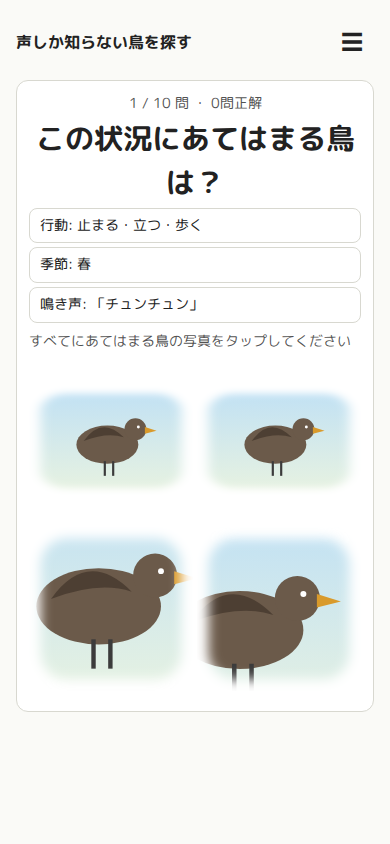 声しか知らない鳥を探す
1 / 10 問 · 0問正解
この状況にあてはまる鳥
は？
行動: 止まる · 立つ · 歩く
季節: 春
鳴き声: 「チュンチュン」
すべてにあてはまる鳥の写真をタップしてください